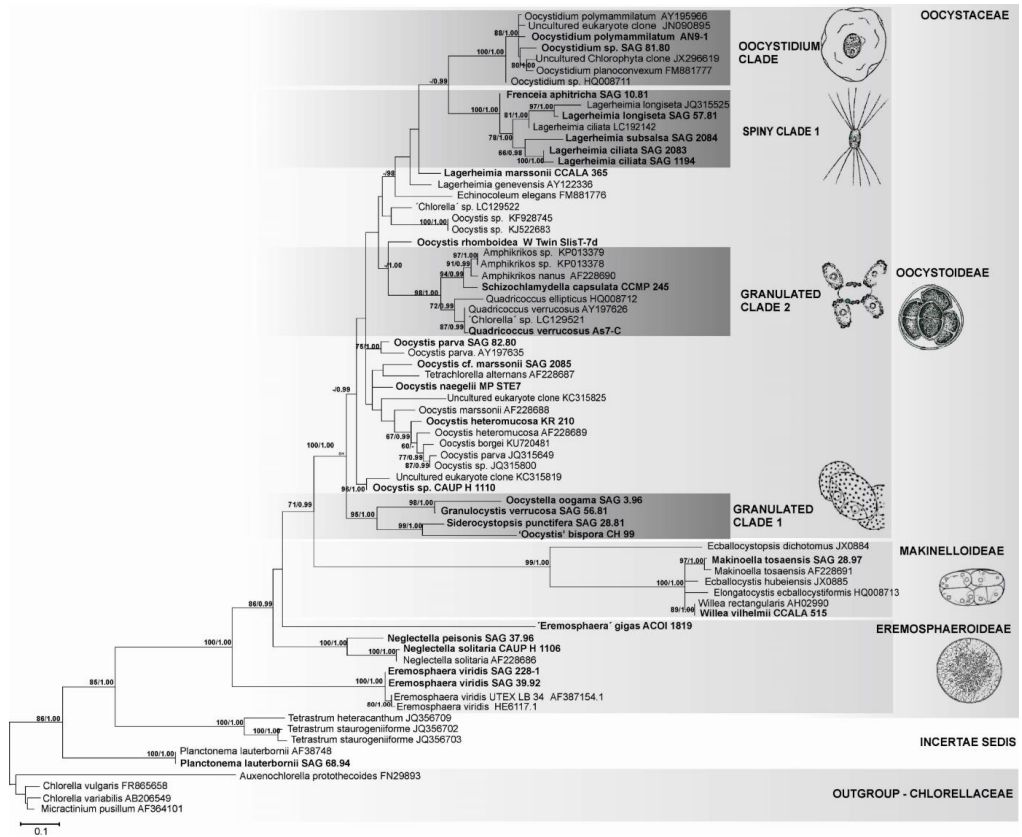 Oocystidium polymammilatum AY195966
Uncultured eukaryote clone JN090895
88/1.00
Oocystidium polymammilatum AN9-1
Oocystidium sp. SAG 81.80
100/1.00
Uncultured Chlorophyta clone JX296619
Oocystidium planoconvexum FM881777
Oocystidium sp. HQ008711
OOCYSTIDIUM
CLADE
OOCYSTACEAE
-/0.99
Frenceia aphitricha SAG 10.81
100/1.00
97/1.00
Lagerheimia longiseta JQ315525
81/1.00
Lagerheimia longiseta SAG 57.81
Lagerheimia ciliata LC192142
78/1.00
Lagerheimia subsalsa SAG 2084
66/0.98
Lagerheimia ciliata SAG 2083
100/1.00
Lagerheimia ciliata SAG 1194
SPINY CLADE 1
-/98
Lagerheimia marssonii CCALA 365
Lagerheimia genevensis AY122336
Echinocoleum elegans FM881776
'Chlorella' sp. LC129522
Oocystis sp. KF928745
100/1.00
Oocystis sp. KJ522683
Oocystis rhomboidea W Twin SlisT-7d
-/1.00
97/1.00
Amphikrikos sp. KP013379
91/0.99
Amphikrikos sp. KP013378
94/0.99
Amphikrikos nanus AF228690
98/1.00
Schizochlamydella capsulata CCMP 245
72/0.99
Quadricoccus ellipticus HQ008712
Quadricoccus verrucosus AY197626
'Chlorella' sp. LC129521
87/0.99
Quadricoccus verrucosus As7-C
GRANULATED
CLADE 2
OOCYSTOIDEAE
Oocystis parva SAG 82.80
75/1.00
Oocystis parva. AY197635
Oocystis cf. marssonii SAG 2085
Tetrachlorella alternans AF228687
-/0.99
Oocystis naegelii MP STE7
Uncultured eukaryote clone KC315825
Oocystis marssonii AF228688
Oocystis heteromucosa KR 210
67/0.99
Oocystis heteromucosa AF228689
60/-
Oocystis borgei KU720481
77/0.99
Oocystis parva JQ315649
87/0.99
Oocystis sp. JQ315800
100/1.00
Uncultured eukaryote clone KC315819
96/1.00
Oocystis sp. CAUP H 1110
71/0.99
98/1.00
Oocystella oogama SAG 3.96
Granulocystis verrucosa SAG 56.81
95/1.00
Siderocystopsis punctifera SAG 28.81
99/1.00
'Oocystis' bispora CH 99
GRANULATED
CLADE 1
Ecballocystopsis dichotomus JX0884
99/1.00
97/1.00
Makinoella tosaensis SAG 28.97
Makinoella tosaensis AF228691
100/1.00
Ecballocystis hubeiensis JX0885
Elongatocystis ecballocystiformis HQ008713
Willea rectangularis AH02990
89/1.00
Willea vilhelmii CCALA 515
MAKINELLOIDEAE
86/0.99
'Eremosphaera' gigas ACOI 1819
EREMOSPHAEROIDEAE
100/1.00
Neglectella peisonis SAG 37.96
100/1.00
100/1.00
Neglectella solitaria CAUP H 1106
Neglectella solitaria AF228686
Eremosphaera viridis SAG 228-1
100/1.00
Eremosphaera viridis SAG 39.92
85/1.00
Eremosphaera viridis UTEX LB 34 AF387154.1
80/1.00
Eremosphaera viridis HE6117.1
86/1.00
Tetrastrum heteracanthum JQ356709
100/1.00
Tetrastrum staurogeniiforme JQ356702
100/1.00
Tetrastrum staurogeniiforme JQ356703
INCERTAE SEDIS
Planctonema lauterbornii AF38748
100/1.00
Planctonema lauterbornii SAG 68.94
Auxenochlorella protothecoides FN29893
Chlorella vulgaris FR865658
Chlorella variabilis AB206549
Micractinium pusillum AF364101
OUTGROUP - CHLORELLACEAE
0.1